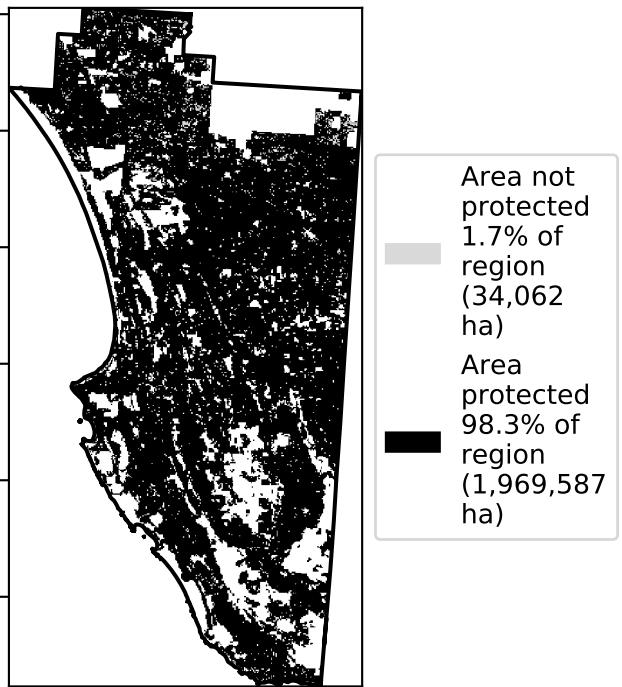 Area not
protected
1.7% of
region
(34,062
ha)
Area
protected
98.3% of
region
(1,969,587
ha)